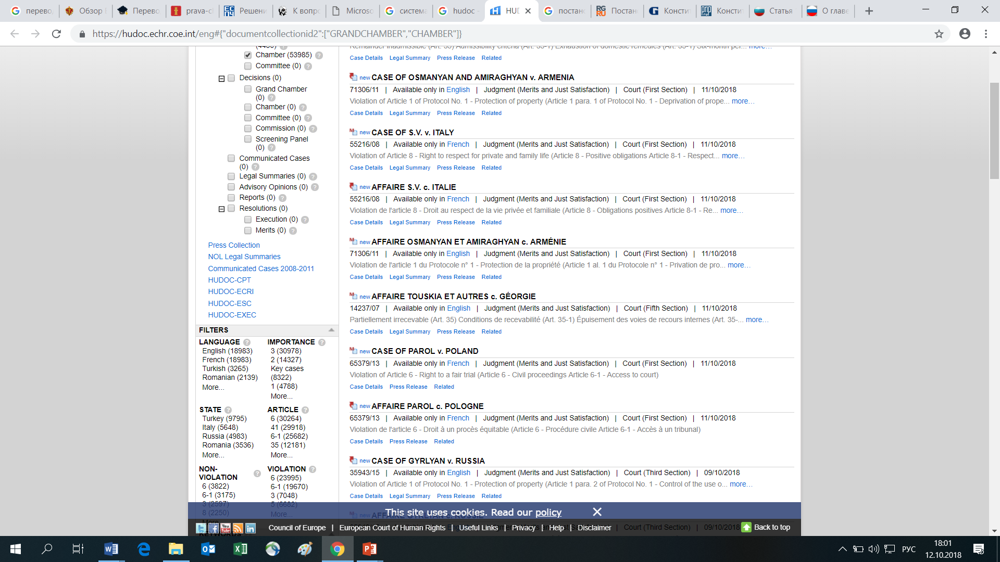 перево
Обзор
Перево
prava-cl
Решени
К вопро
Microso
система
hudoc -
HUD
постано
Постан
Консти
Консти
Статья
О главе
https://hudoc.echr.coe.int/eng#{"documentcollectionid2":["GRANDCHAMBER","CHAMBER"]}
Chamber (53985)
Committee (0)
Decisions (0)
Grand Chamber
(0)
Chamber (0)
Committee (0)
Commission (0)
Screening Panel
(0)
Communicated Cases
(0)
Legal Summaries (0)
Advisory Opinions (0)
Reports (0)
Resolutions (0)
Execution (0)
Merits (0)
Press Collection
NOL Legal Summaries
Communicated Cases 2008-2011
HUDOC-CPT
HUDOC-ECRI
HUDOC-ESC
HUDOC-EXEC
FILTERS
LANGUAGE
English (18983)
French (18983)
Turkish (3265)
Romanian (2139)
More...
IMPORTANCE
3 (30978)
2 (14327)
Key cases
(8322)
1 (4788)
More...
STATE
Turkey (9795)
Italy (5648)
Russia (4983)
Romania (3536)
More...
ARTICLE
6 (30264)
41 (29918)
6-1 (25682)
35 (12181)
More...
NON-
VIOLATION
6 (3822)
6-1 (3175)
3 (2597)
8 (2250)
More...
VIOLATION
6 (23995)
6-1 (19670)
3 (7048)
5 (6682)
More...
KEYWORDS
Remainder inadmissible (Art. 35) Admissibility criteria (Art. 35-1) Exhaustion of domestic remedies (Art. 35-1) Six-month per... more…
Case Details Legal Summary Press Release Related
new CASE OF OSMANYAN AND AMIRAGHYAN v. ARMENIA
71306/11 | Available only in English | Judgment (Merits and Just Satisfaction) | Court (First Section) | 11/10/2018
Violation of Article 1 of Protocol No. 1 - Protection of property (Article 1 para. 1 of Protocol No. 1 - Deprivation of prope... more…
Case Details Legal Summary Press Release Related
new CASE OF S.V. v. ITALY
55216/08 | Available only in French | Judgment (Merits and Just Satisfaction) | Court (First Section) | 11/10/2018
Violation of Article 8 - Right to respect for private and family life (Article 8 - Positive obligations Article 8-1 - Respect... more…
Case Details Legal Summary Press Release Related
new AFFAIRE S.V. c. ITALIE
55216/08 | Available only in French | Judgment (Merits and Just Satisfaction) | Court (First Section) | 11/10/2018
Violation de l'article 8 - Droit au respect de la vie privée et familiale (Article 8 - Obligations positives Article 8-1 - Re... more…
Case Details Legal Summary Press Release Related
new AFFAIRE OSMANYAN ET AMIRAGHYAN c. ARMÉNIE
71306/11 | Available only in English | Judgment (Merits and Just Satisfaction) | Court (First Section) | 11/10/2018
Violation de l'article 1 du Protocole n° 1 - Protection de la propriété (Article 1 al. 1 du Protocole n° 1 - Privation de pro... more…
Case Details Legal Summary Press Release Related
new AFFAIRE TOUSKIA ET AUTRES c. GÉORGIE
14237/07 | Available only in English | Judgment (Merits and Just Satisfaction) | Court (Fifth Section) | 11/10/2018
Partiellement irrecevable (Art. 35) Conditions de recevabilité (Art. 35-1) Épuisement des voies de recours internes (Art. 35-... more…
Case Details Legal Summary Press Release Related
new CASE OF PAROL v. POLAND
65379/13 | Available only in French | Judgment (Merits and Just Satisfaction) | Court (First Section) | 11/10/2018
Violation of Article 6 - Right to a fair trial (Article 6 - Civil proceedings Article 6-1 - Access to court)
Case Details Press Release Related
new AFFAIRE PAROL c. POLOGNE
65379/13 | Available only in French | Judgment (Merits and Just Satisfaction) | Court (First Section) | 11/10/2018
Violation de l'article 6 - Droit à un procès équitable (Article 6 - Procédure civile Article 6-1 - Accès à un tribunal)
Case Details Press Release Related
new CASE OF GYRLYAN v. RUSSIA
35943/15 | Available only in English | Judgment (Merits and Just Satisfaction) | Court (Third Section) | 09/10/2018
Violation of Article 1 of Protocol No. 1 - Protection of property (Article 1 para. 2 of Protocol No. 1 - Control of the use o... more…
Case Details Legal Summary Press Release Related
new AFFAIRE GYRLYAN c. RUSSIE
This site uses cookies. Read our policy
Council of Europe | European Court of Human Rights | Useful Links | Privacy | Help | Disclaimer
Back to top
РУС
18:01
12.10.2018